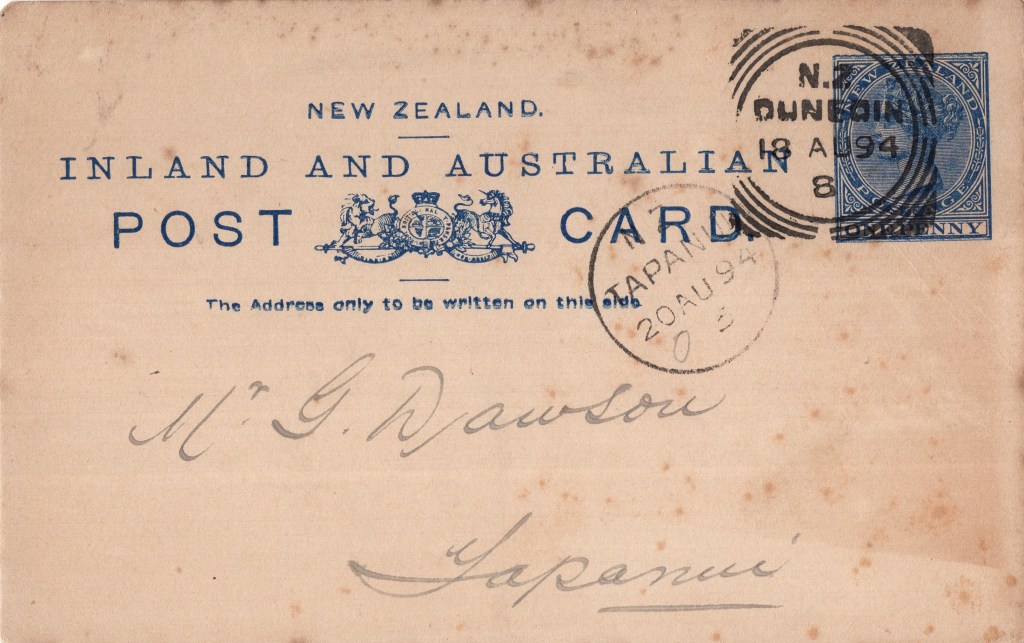 NEW ZEALAND.
INLAND AND AUSTRALIAN
POST CARD.
The Address only to be written on this side
N.Z
DUNEDIN
18 AU 94
8
NEW ZEALAND
POSTAGE
ONE PENNY
N Z
TAPANUI
20 AU 94
Mr G. Dawson
Tapanui